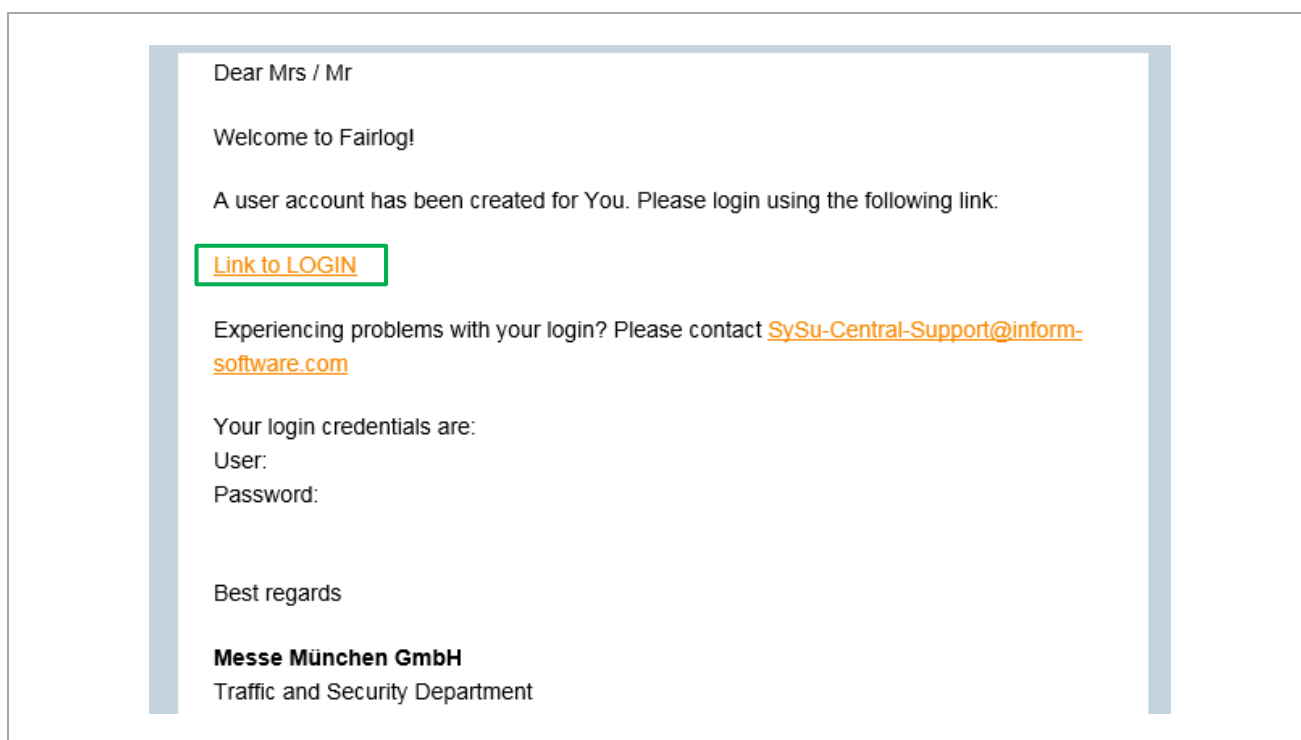 Dear Mrs / Mr
Welcome to Fairlog!
A user account has been created for You. Please login using the following link:
Link to LOGIN
Experiencing problems with your login? Please contact SySu-Central-Support@inform-
software.com
Your login credentials are:
User:
Password:
Best regards
Messe München GmbH
Traffic and Security Department